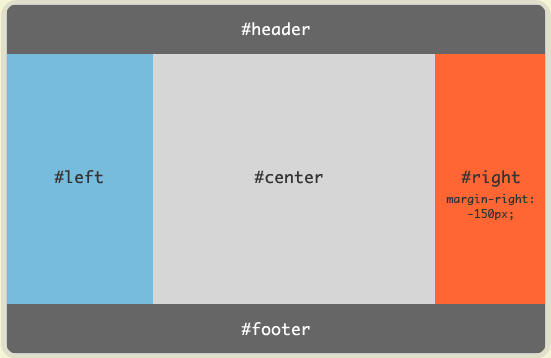 #header
#left
#center
#right
margin-right:
-150px;
#footer